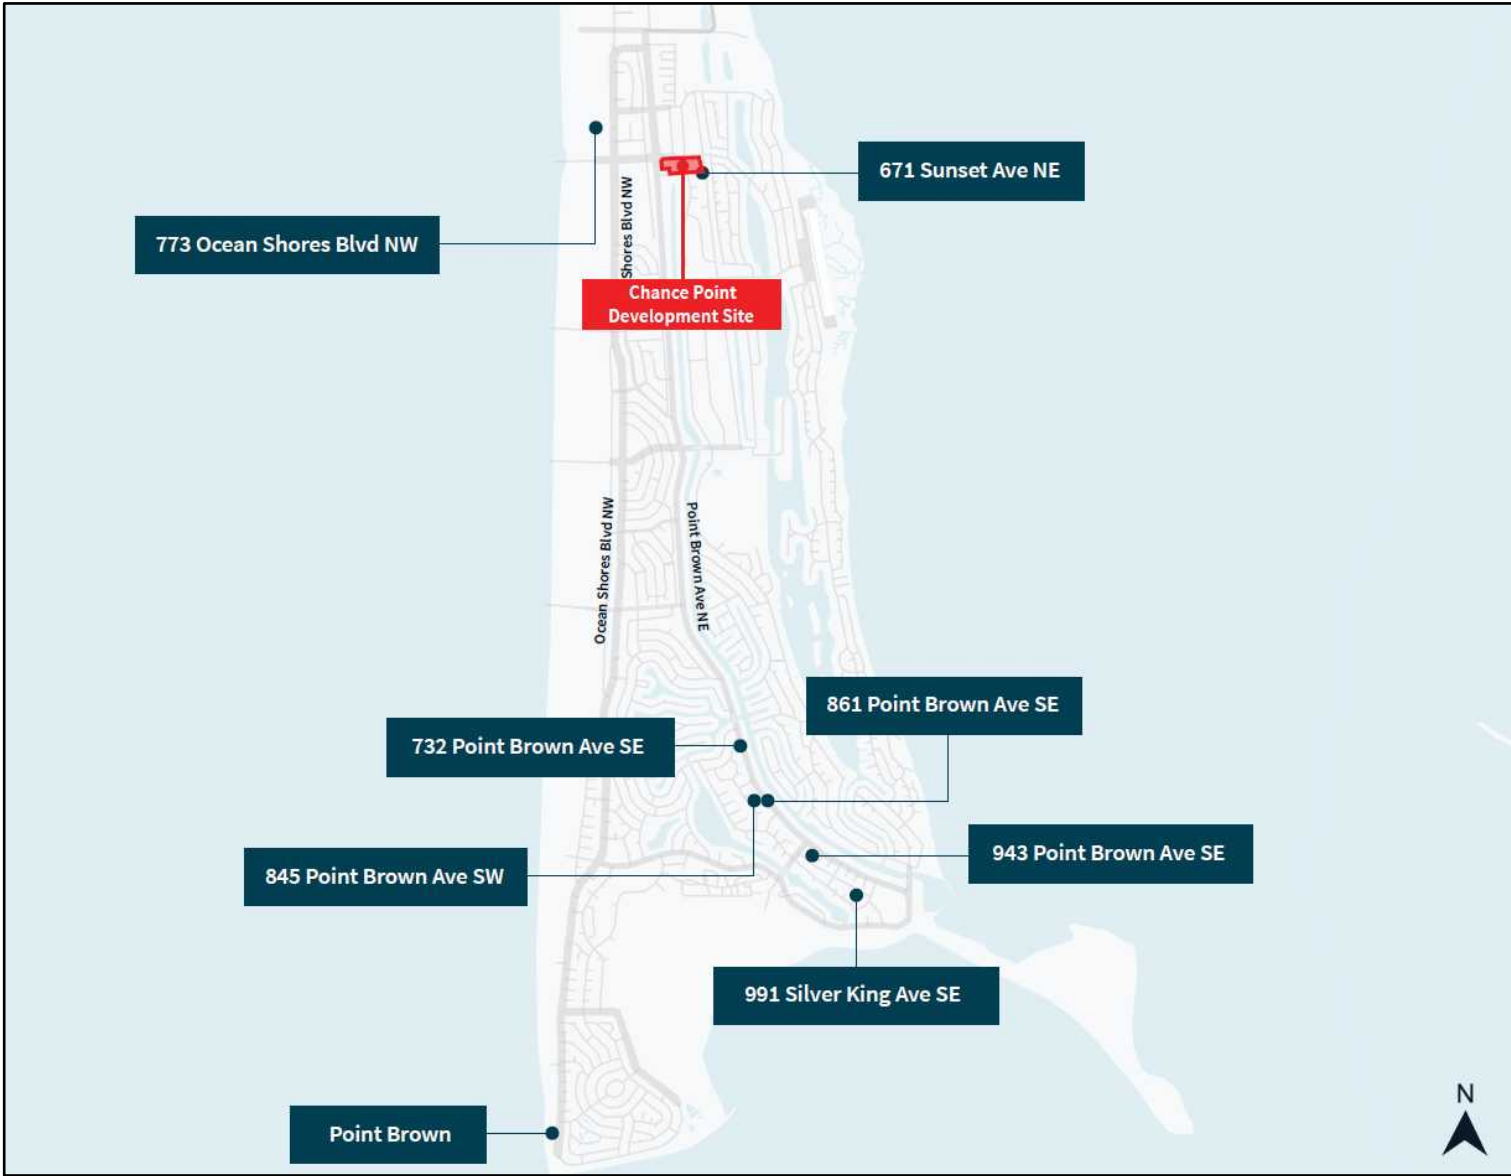 671 Sunset Ave NE
773 Ocean Shores Blvd NW
Shores Blvd NW
Chance Point
Development Site
Ocean Shores Blvd NW
Point Brown Ave NE
861 Point Brown Ave SE
732 Point Brown Ave SE
943 Point Brown Ave SE
845 Point Brown Ave SW
991 Silver King Ave SE
N
Point Brown